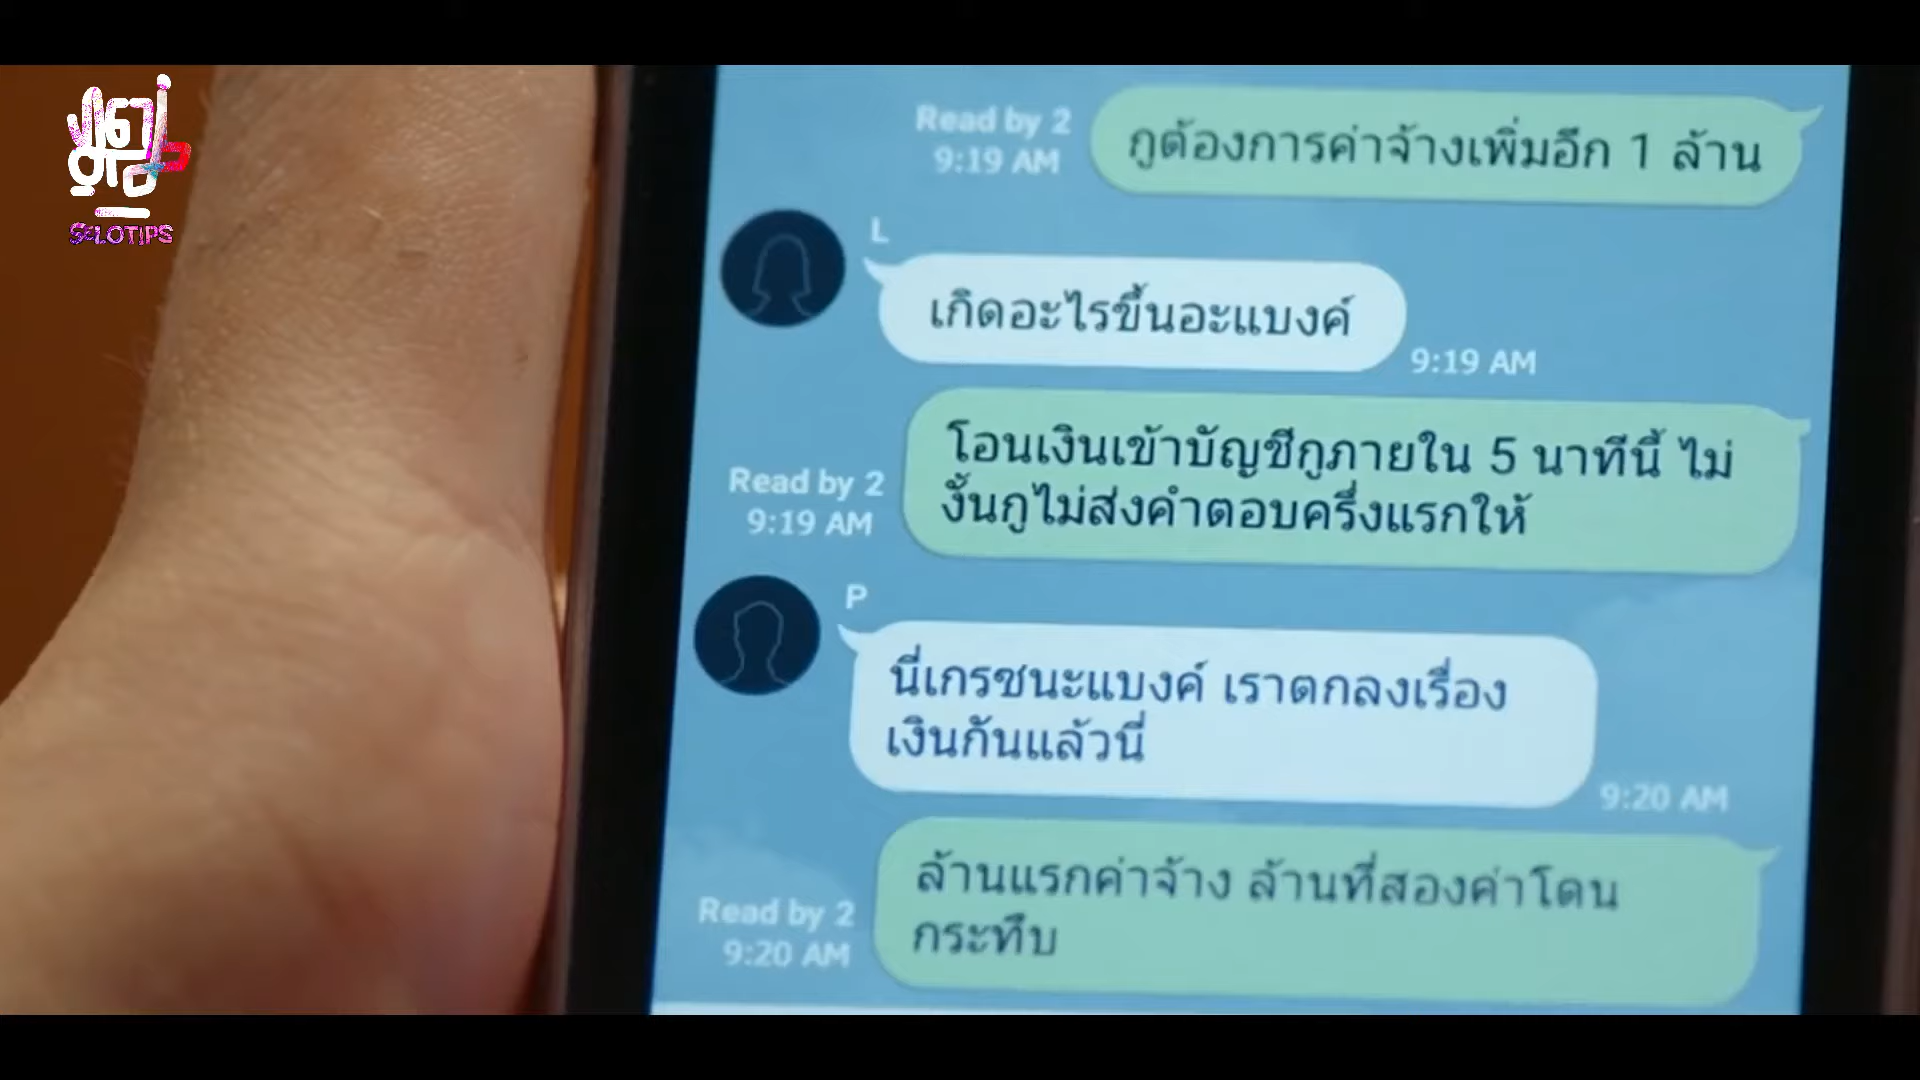 SELOTIPS
Read by 2
9:19 AM
กูต้องการค่าจ้างเพิ่มอีก 1 ล้าน
L
เกิดอะไรขึ้นอะแบงค์
9:19 AM
โอนเงินเข้าบัญชีกูภายใน 5 นาทีนี้ ไม่
งั้นกูไม่ส่งคำตอบครึ่งแรกให้
Read by 2
9:19 AM
P
นี่เกรซนะแบงค์ เราตกลงเรื่อง
เงินกันแล้วนี่
9:20 AM
ล้านแรกค่าจ้าง ล้านที่สองค่าโดน
กระทืบ
Read by 2
9:20 AM